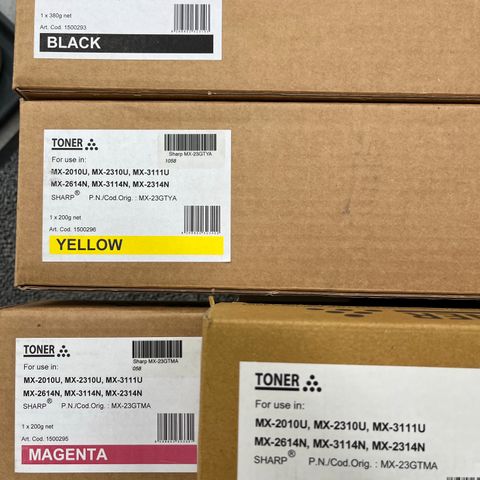 1 x 380g net
Art. Cod. 1500293
BLACK
TONER
For use in:
Sharp MX-23GTYA
1058
MX-2010U, MX-2310U, MX-3111U
MX-2614N, MX-3114N, MX-2314N
SHARP® P.N./Cod.Orig. : MX-23GTYA
1 x 200g net
Art. Cod. 1500296
YELLOW
TONER
For use in:
Sharp MX-23GTMA
058
MX-2010U, MX-2310U, MX-3111U
MX-2614N, MX-3114N, MX-2314N
SHARP® P.N./Cod.Orig. : MX-23GTMA
1 x 200g net
Art. Cod. 1500295
MAGENTA
TONER
TONER
For use in:
MX-2010U, MX-2310U, MX-3111U
MX-2614N, MX-3114N, MX-2314N
SHARP® P.N./Cod.Orig. : MX-23GTMA